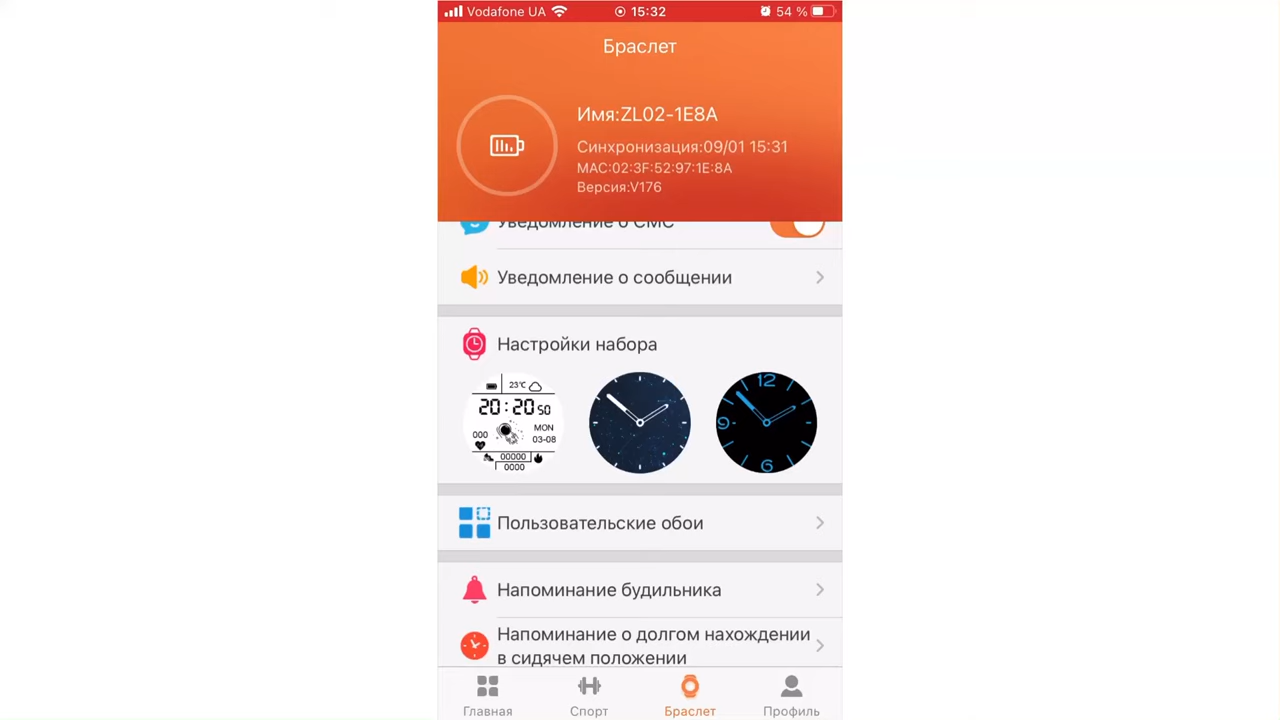 Vodafone UA 15:32 54 %
Браслет
Имя:ZL02-1E8A
Синхронизация:09/01 15:31
MAC:02:3F:52:97:1E:8A
Версия:V176
Уведомление о СМС
Уведомление о сообщении
Настройки набора
23℃
20:20 50
000
MON
03-08
00000
0000
12
9
6
Пользовательские обои
Напоминание будильника
Напоминание о долгом нахождении
в сидячем положении
Главная Спорт Браслет Профиль